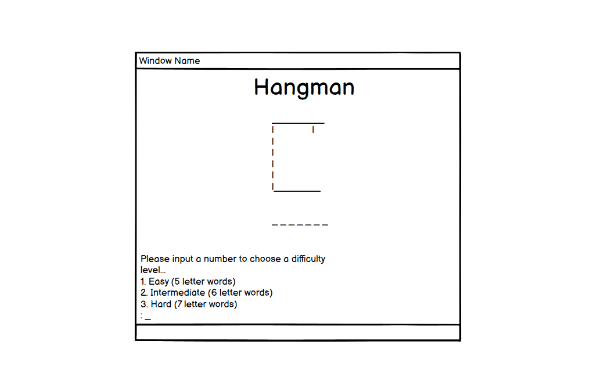 Window Name
Hangman
_ _ _ _ _ _ _
Please input a number to choose a difficulty
level...
1. Easy (5 letter words)
2. Intermediate (6 letter words)
3. Hard (7 letter words)
: _